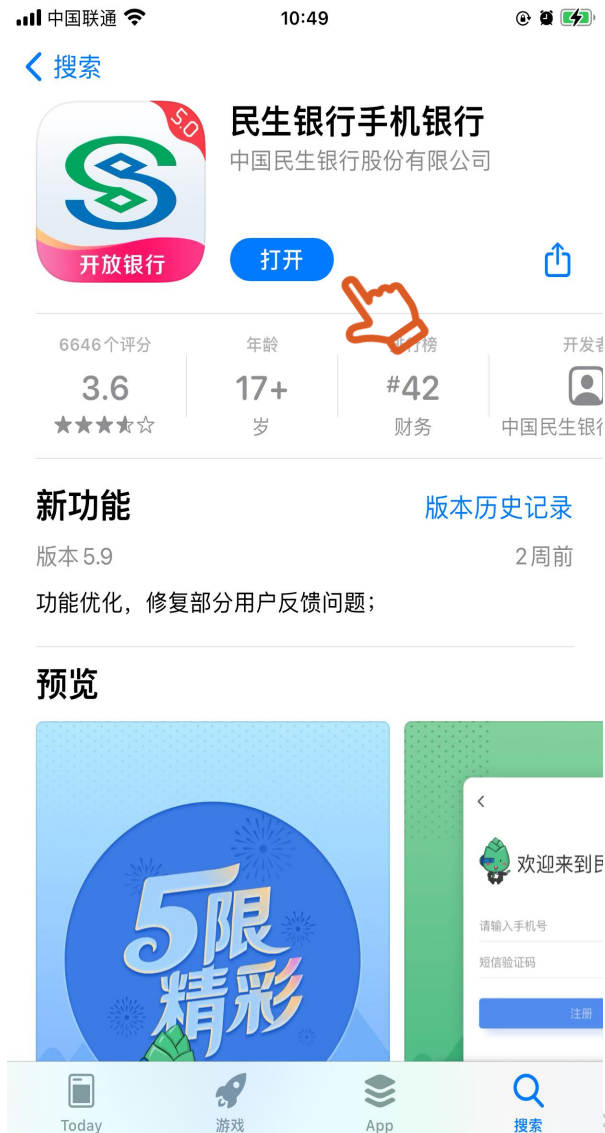 中国联通
10:49
搜索
5.0
开放银行
民生银行手机银行
中国民生银行股份有限公司
打开
6646个评分
3.6
年龄
17+
岁
排行榜
#42
财务
开发者
中国民生银行
新功能
版本历史记录
版本 5.9
2周前
功能优化，修复部分用户反馈问题；
预览
5限
精彩
欢迎来到民
请输入手机号
短信验证码
注册
Today
游戏
App
搜索